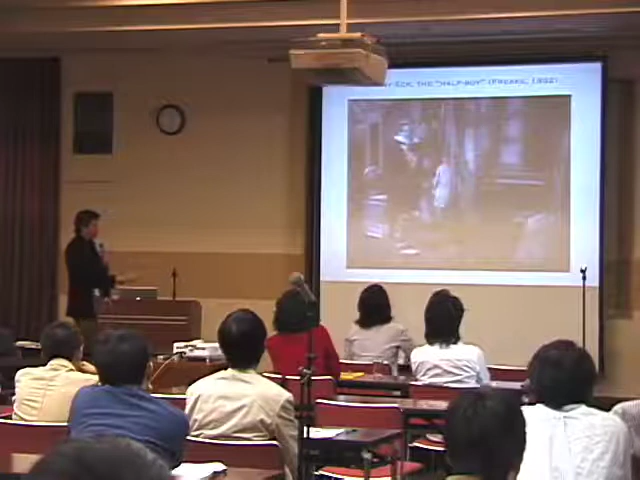 ECK, THE "HALF-BOY" (FREAKS, 1932)